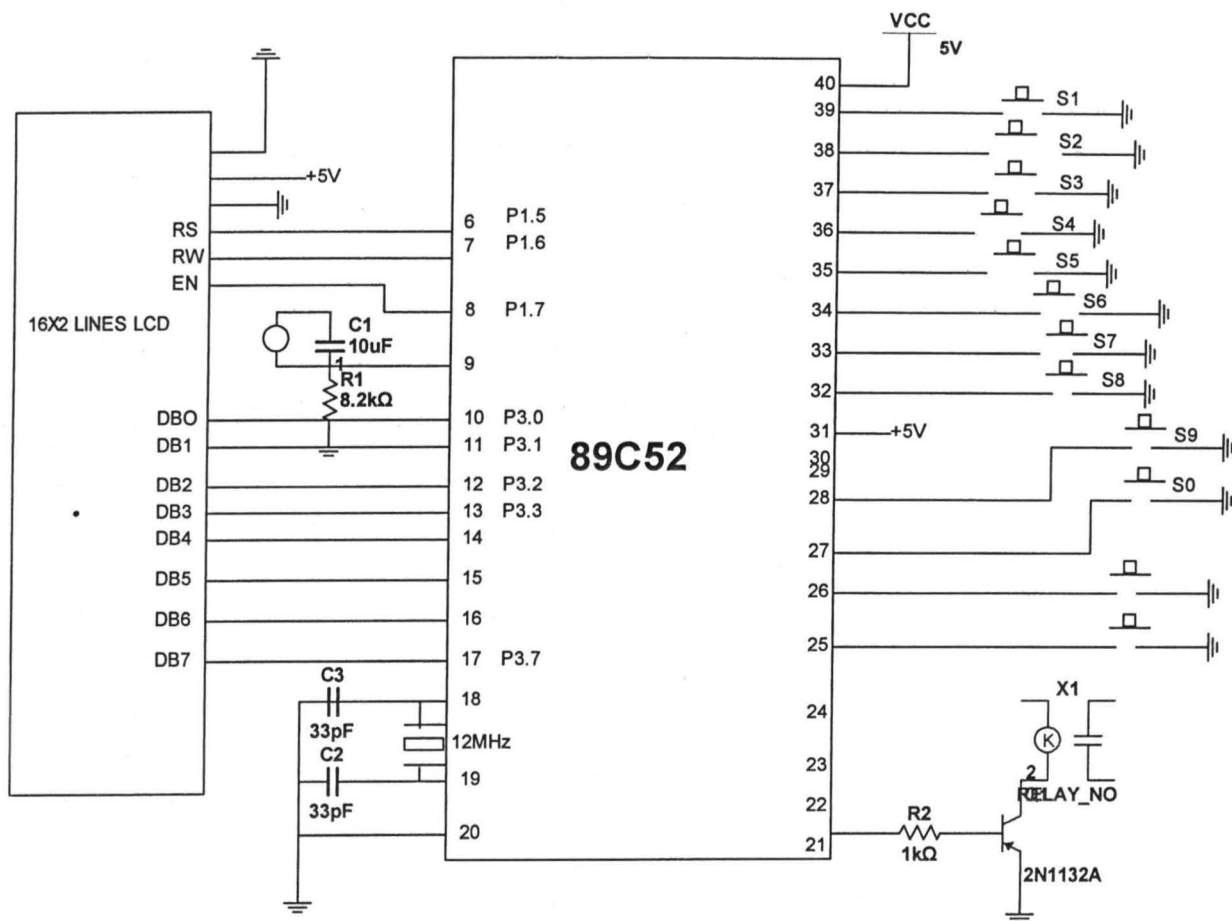 VCC
5V
40
39
S1
38
S2
37
S3
36
S4
35
S5
34
S6
33
S7
32
S8
31
+5V
30
29
28
S9
27
S0
26
25
24
23
22
21
+5V
RS
RW
EN
16X2 LINES LCD
DBO
DB1
DB2
DB3
DB4
DB5
DB6
DB7
6 P1.5
7 P1.6
8 P1.7
9
10 P3.0
11 P3.1
12 P3.2
13 P3.3
14
15
16
17 P3.7
18
19
20
C1
10uF
1
R1
8.2kΩ
89C52
C3
33pF
C2
33pF
12MHz
X1
K
2
RELAY_NO
R2
1kΩ
2N1132A